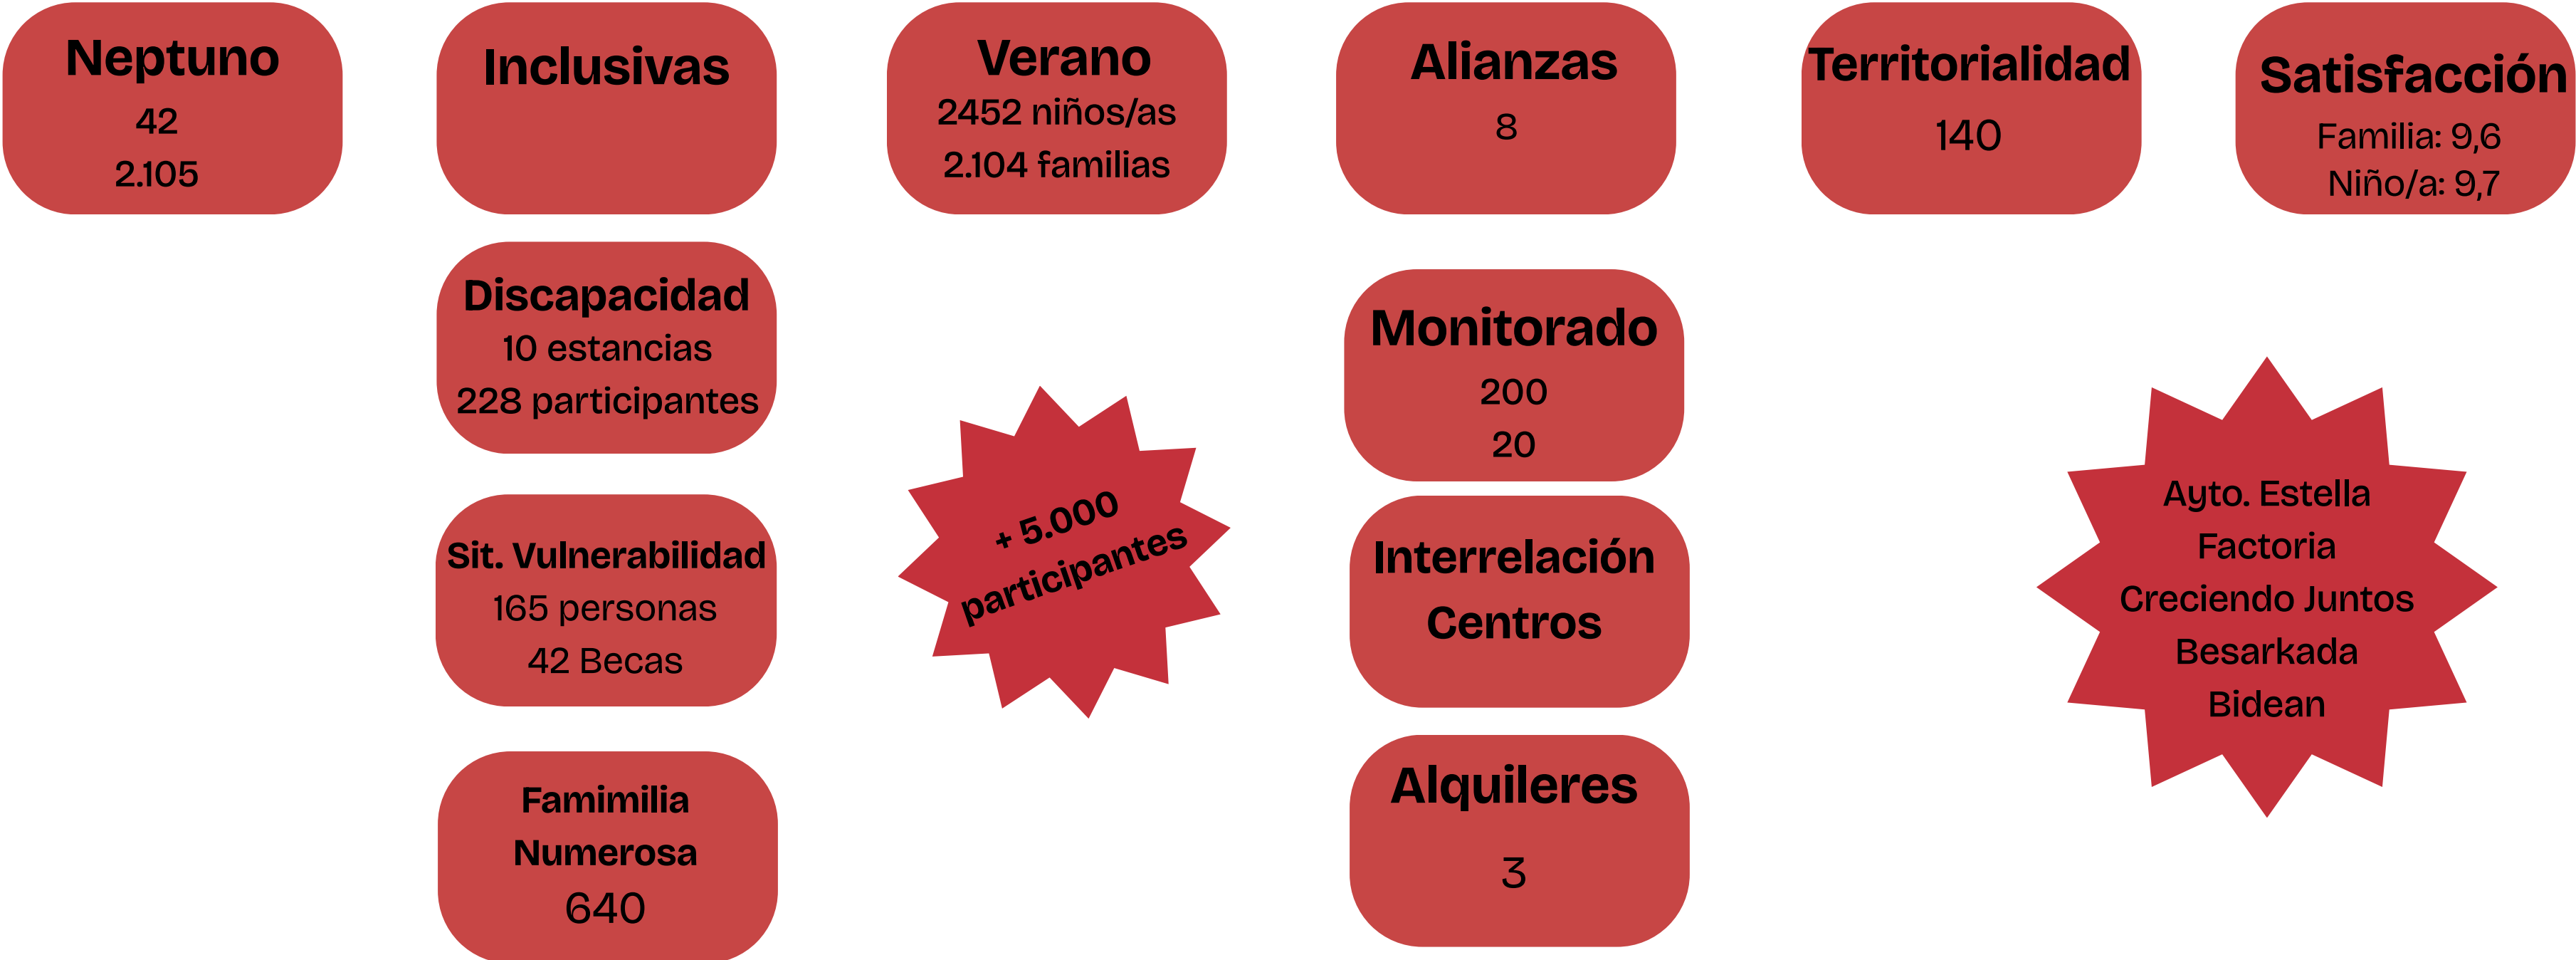 Neptuno
42
2.105
Inclusivas
Discapacidad
10 estancias
228 participantes
Sit. Vulnerabilidad
165 personas
42 Becas
Famimilia
Numerosa
640
Verano
2452 niños/as
2.104 familias
+ 5.000
participantes
Alianzas
8
Monitorado
200
20
Interrelación
Centros
Alquileres
3
Territorialidad
140
Satisfacción
Familia: 9,6
Niño/a: 9,7
Ayto. Estella
Factoria
Creciendo Juntos
Besarkada
Bidean